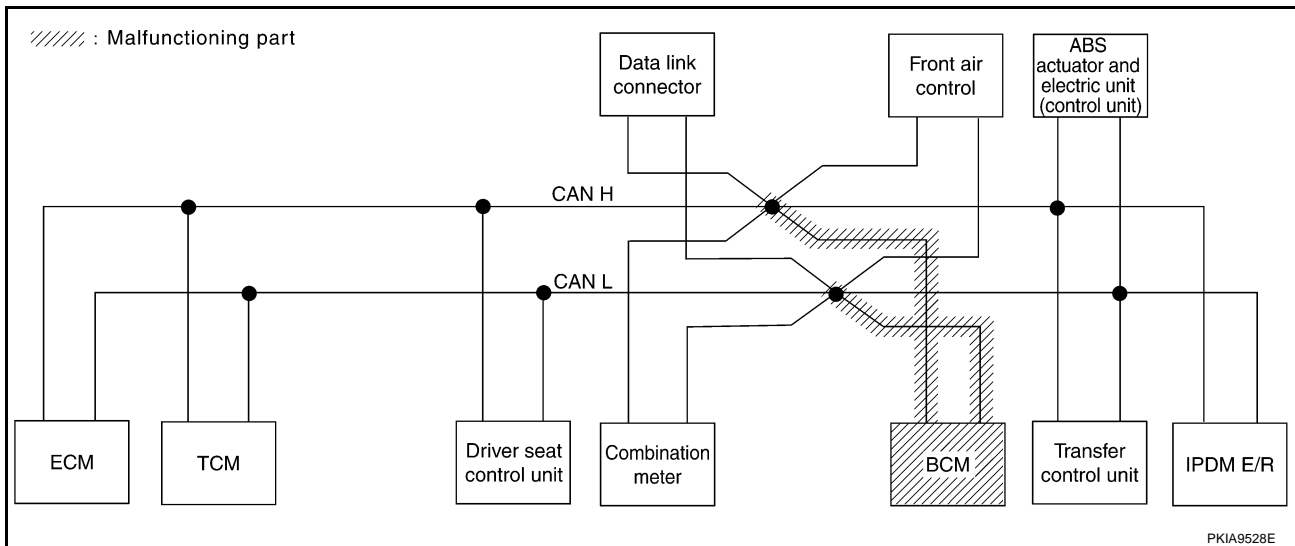 : Malfunctioning part
Data link
connector
Front air
control
ABS
actuator and
electric unit
(control unit)
CAN H
CAN L
ECM
TCM
Driver seat
control unit
Combination
meter
BCM
Transfer
control unit
IPDM E/R
PKIA9528E